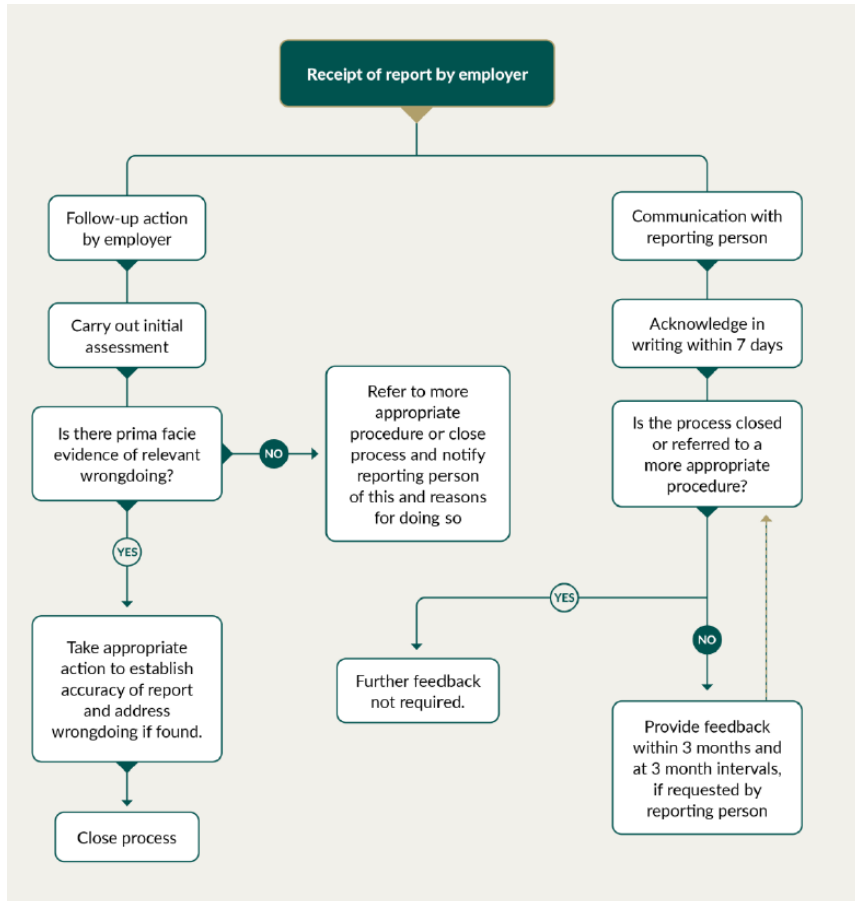 Receipt of report by employer
Follow-up action
by employer
Communication with
reporting person
Carry out initial
assessment
Acknowledge in
writing within 7 days
Is there prima facie
evidence of relevant
wrongdoing?
NO
Refer to more
appropriate
procedure or close
process and notify
reporting person
of this and reasons
for doing so
Is the process closed
or referred to a
more appropriate
procedure?
YES
YES
NO
Take appropriate
action to establish
accuracy of report
and address
wrongdoing if found.
Further feedback
not required.
Provide feedback
within 3 months and
at 3 month intervals,
if requested by
reporting person
Close process